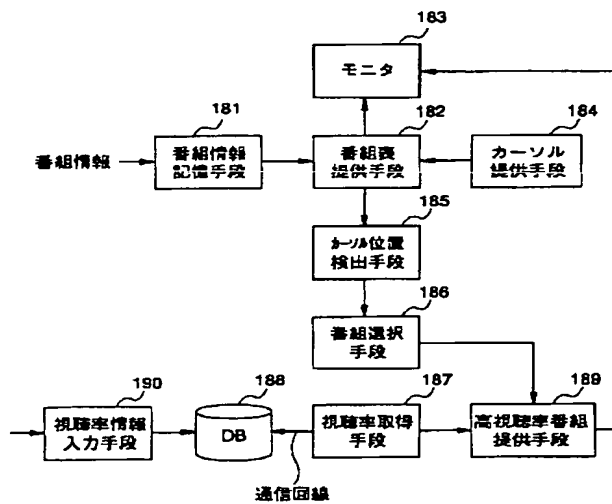 183
モニタ
181
182
184
番組情報
番組情報
記憶手段
番組表
提供手段
カーソル
提供手段
185
カーソル位置
検出手段
186
番組選択
手段
190
188
187
189
視聴率情報
入力手段
DB
視聴率取得
手段
高視聴率番組
提供手段
通信回線